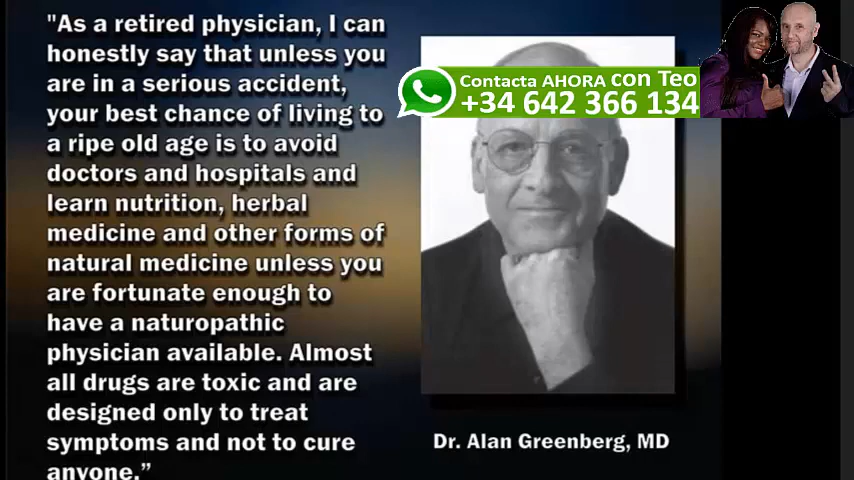 "As a retired physician, I can
honestly say that unless you
are in a serious accident,
your best chance of living to
a ripe old age is to avoid
doctors and hospitals and
learn nutrition, herbal
medicine and other forms of
natural medicine unless you
are fortunate enough to
have a naturopathic
physician available. Almost
all drugs are toxic and are
designed only to treat
symptoms and not to cure
anyone.”
Contacta AHORA con Teo
+34 642 366 134
Dr. Alan Greenberg, MD